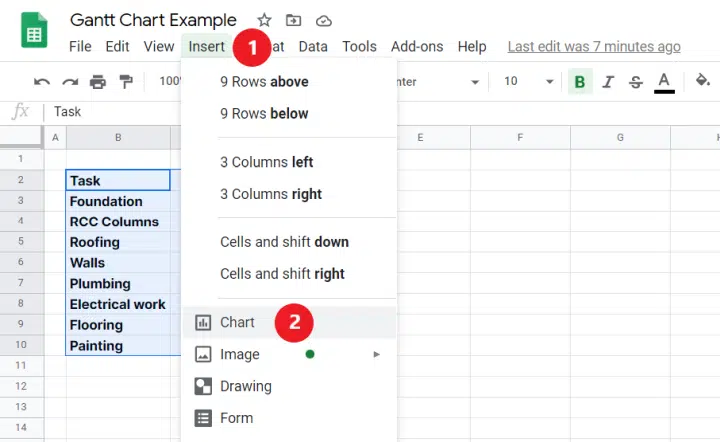 Gantt Chart Example
File Edit View Insert 1 at Data Tools Add-ons Help Last edit was 7 minutes ago
100 nter 10 B I S A
fx Task
A B E F G H
1
2 Task
3 Foundation
4 RCC Columns
5 Roofing
6 Walls
7 Plumbing
8 Electrical work
9 Flooring
10 Painting
11
12
13
14
9 Rows above
9 Rows below
3 Columns left
3 Columns right
Cells and shift down
Cells and shift right
Chart 2
Image
Drawing
Form